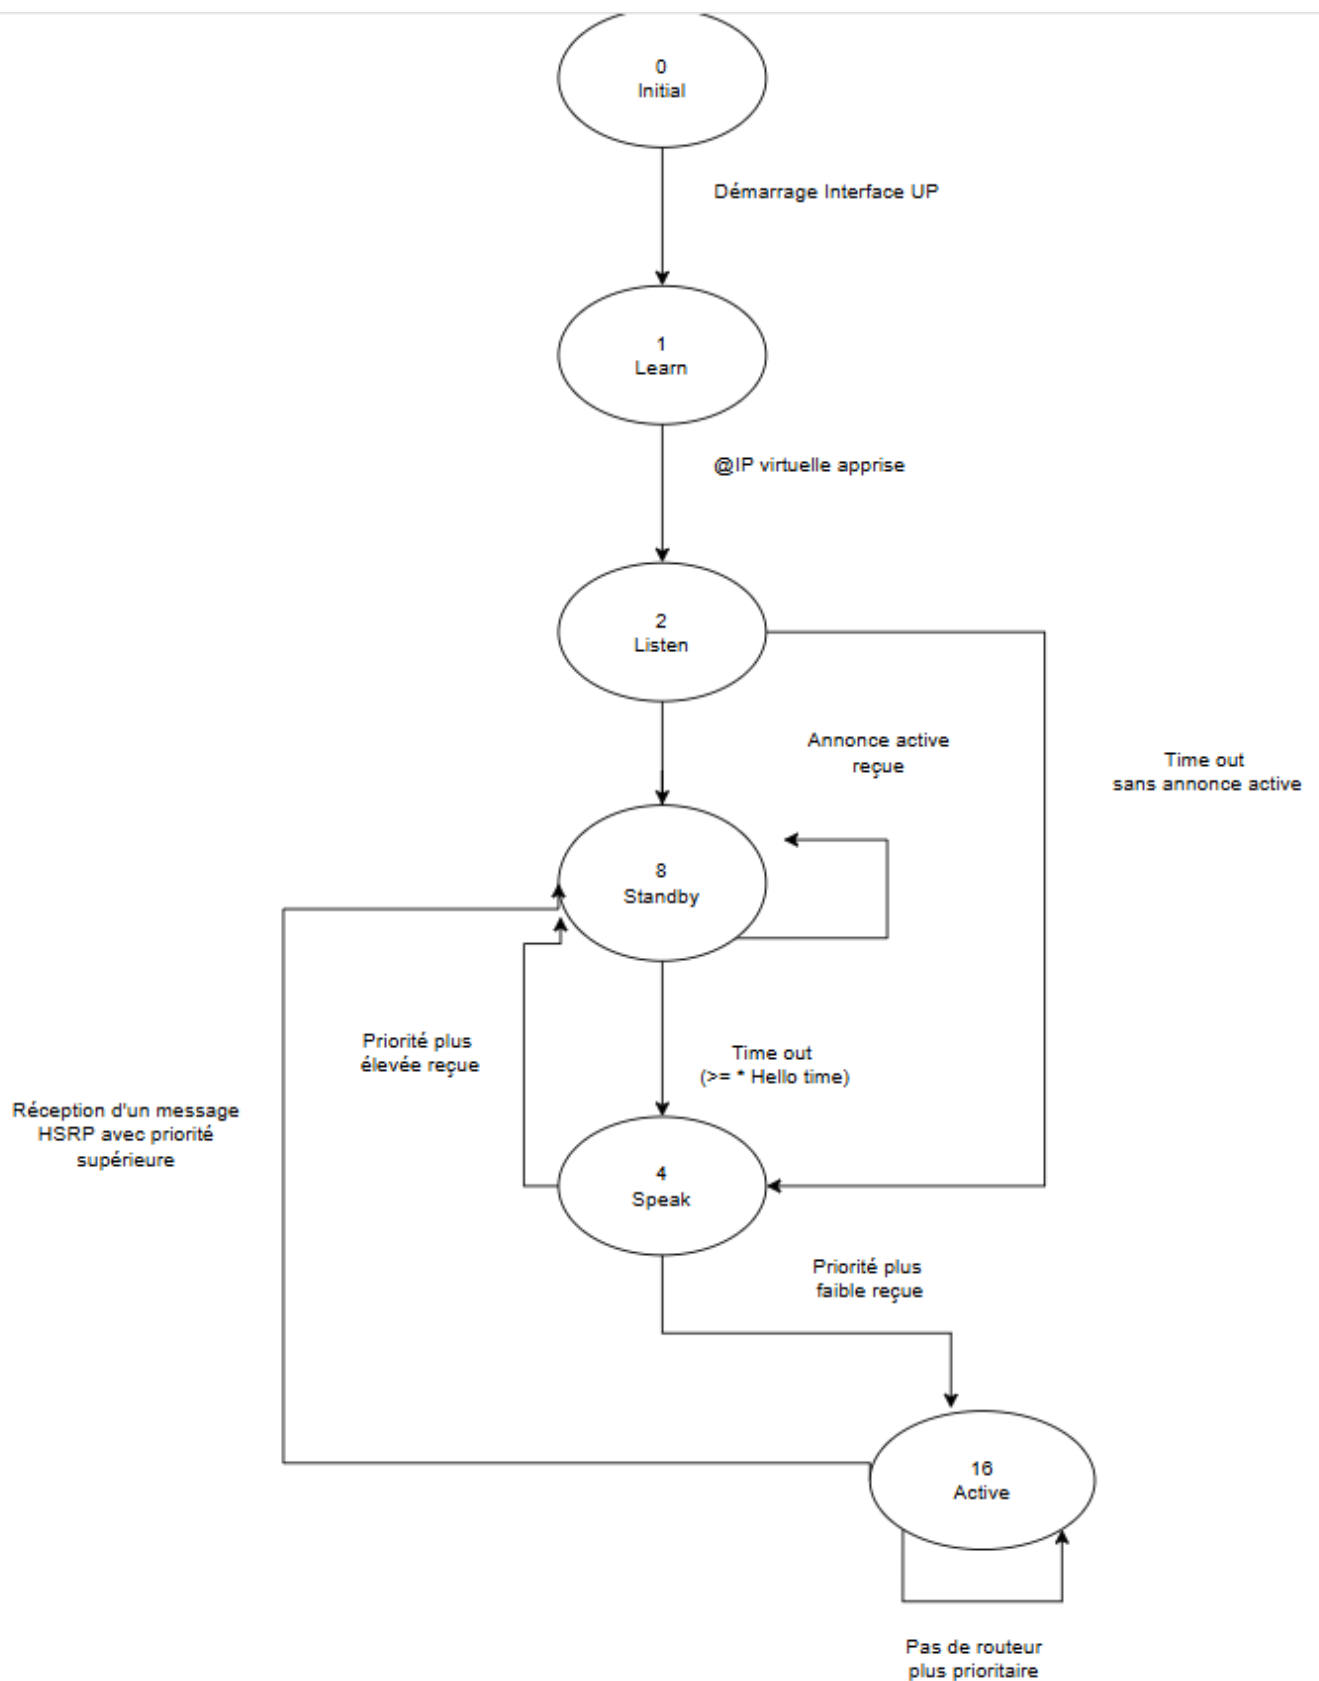 0
Initial
Démarrage Interface UP
1
Learn
@IP virtuelle apprise
2
Listen
Annonce active
reçue
Time out
sans annonce active
8
Standby
Priorité plus
élevée reçue
Time out
(>= * Hello time)
Réception d'un message
HSRP avec priorité
supérieure
4
Speak
Priorité plus
faible reçue
16
Active
Pas de routeur
plus prioritaire